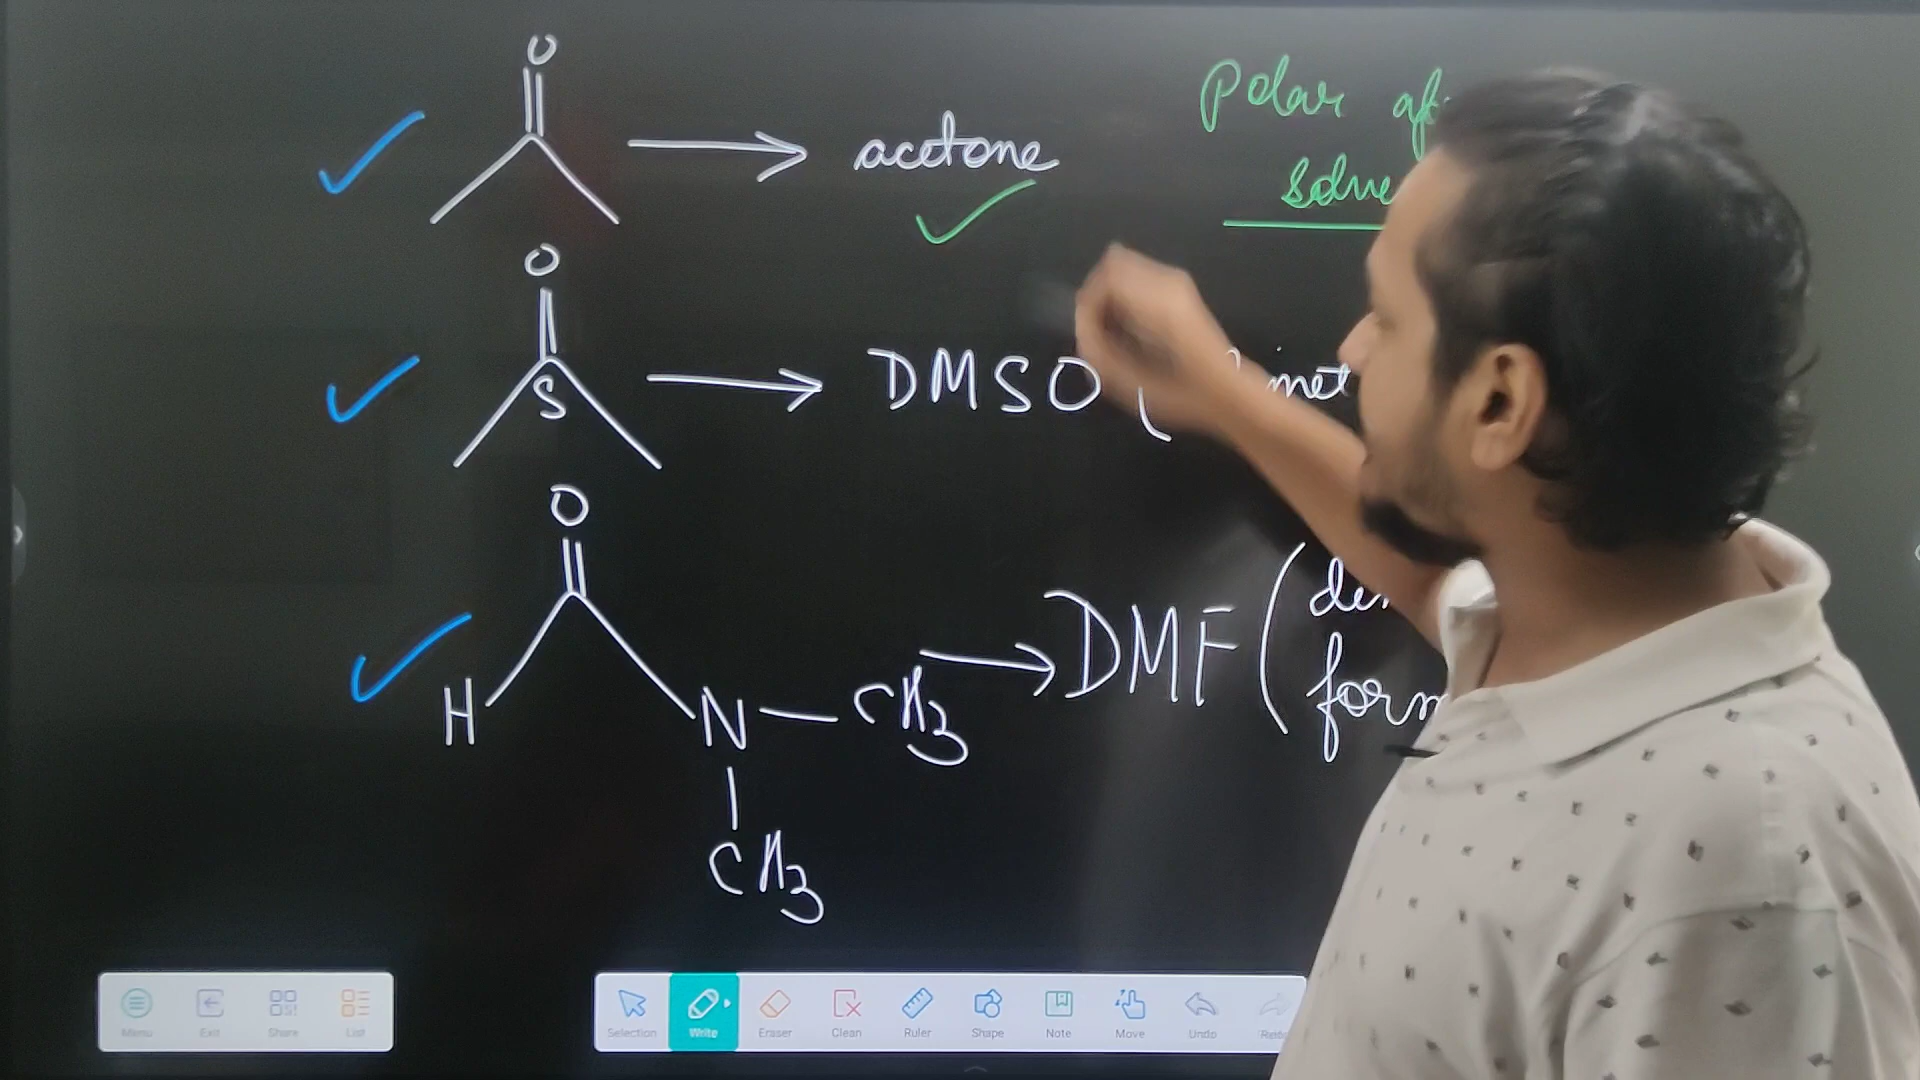 O
acetone
Polar
O
S
DMSO (
O
H
N — CH3
DMF (
CH3
Menu
Exit
Share
List
Selection
Write
Eraser
Clean
Ruler
Shape
Note
Move
Undo